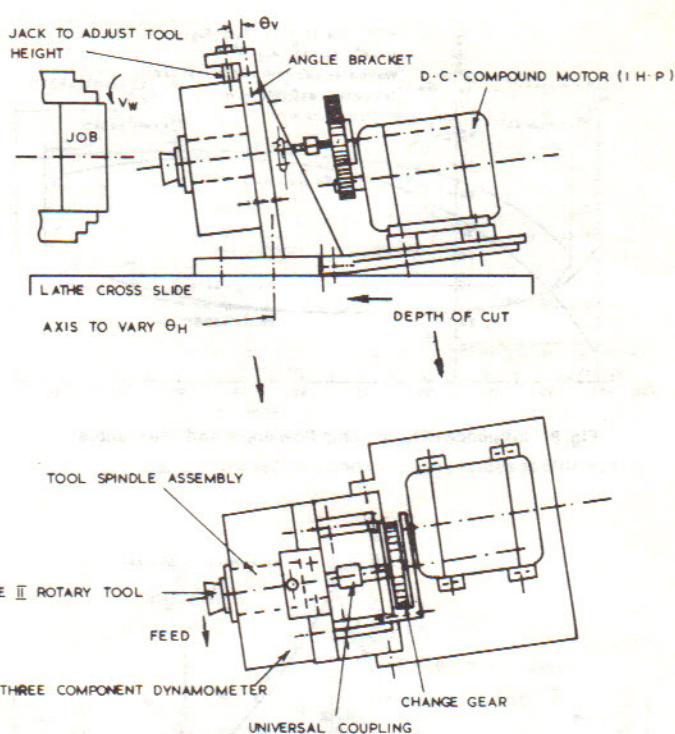 θV
JACK TO ADJUST TOOL
HEIGHT
ANGLE BRACKET
D·C· COMPOUND MOTOR (1 H·P)
VW
JOB
LATHE CROSS SLIDE
DEPTH OF CUT
AXIS TO VARY θH
TOOL SPINDLE ASSEMBLY
E II ROTARY TOOL
FEED
THREE COMPONENT DYNAMOMETER
CHANGE GEAR
UNIVERSAL COUPLING